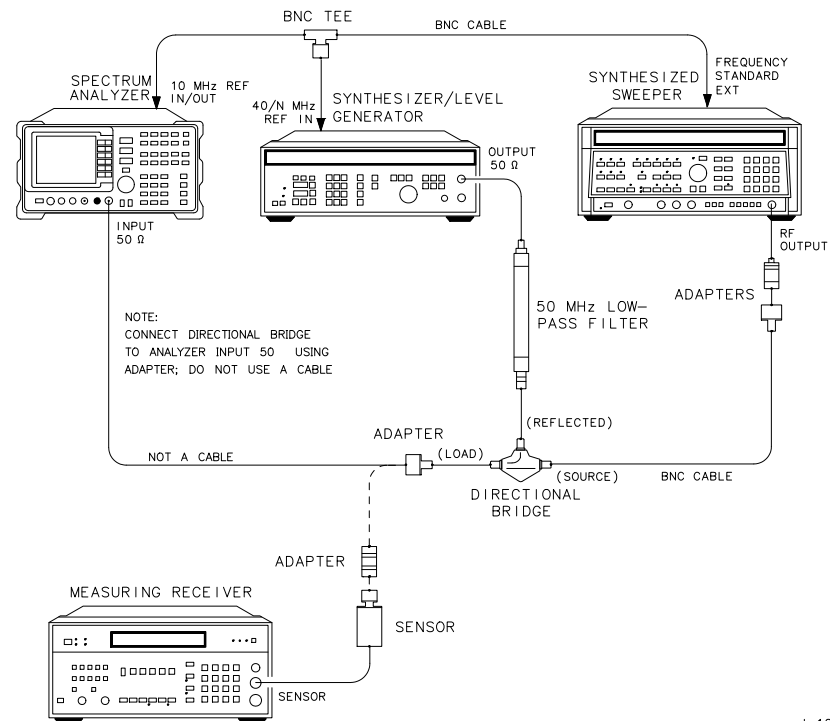 BNC TEE
BNC CABLE
SPECTRUM
ANALYZER
10 MHz REF
IN/OUT
40/N MHz
REF IN
SYNTHESIZER/LEVEL
GENERATOR
SYNTHESIZED
SWEEPER
FREQUENCY
STANDARD
EXT
OUTPUT
50 Ω
INPUT
50 Ω
RF
OUTPUT
ADAPTERS
50 MHz LOW-
PASS FILTER
NOTE:
CONNECT DIRECTIONAL BRIDGE
TO ANALYZER INPUT 50 USING
ADAPTER; DO NOT USE A CABLE
(REFLECTED)
ADAPTER
NOT A CABLE
(LOAD)
(SOURCE)
BNC CABLE
DIRECTIONAL
BRIDGE
ADAPTER
MEASURING RECEIVER
SENSOR
SENSOR